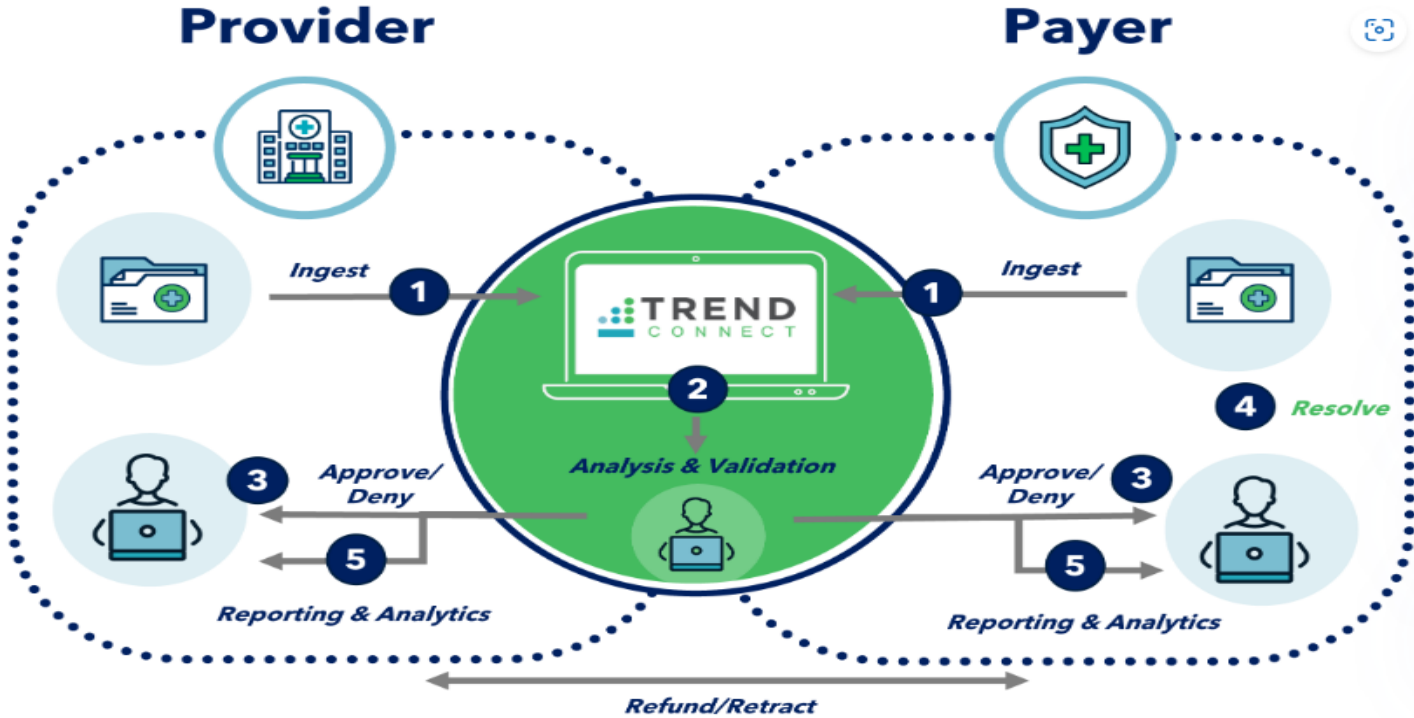 Provider
Payer
Ingest
1
1
Ingest
TREND
CONNECT
2
4
Resolve
Analysis & Validation
3
Approve/
Deny
Approve/
Deny
3
5
5
Reporting & Analytics
Reporting & Analytics
Refund/Retract